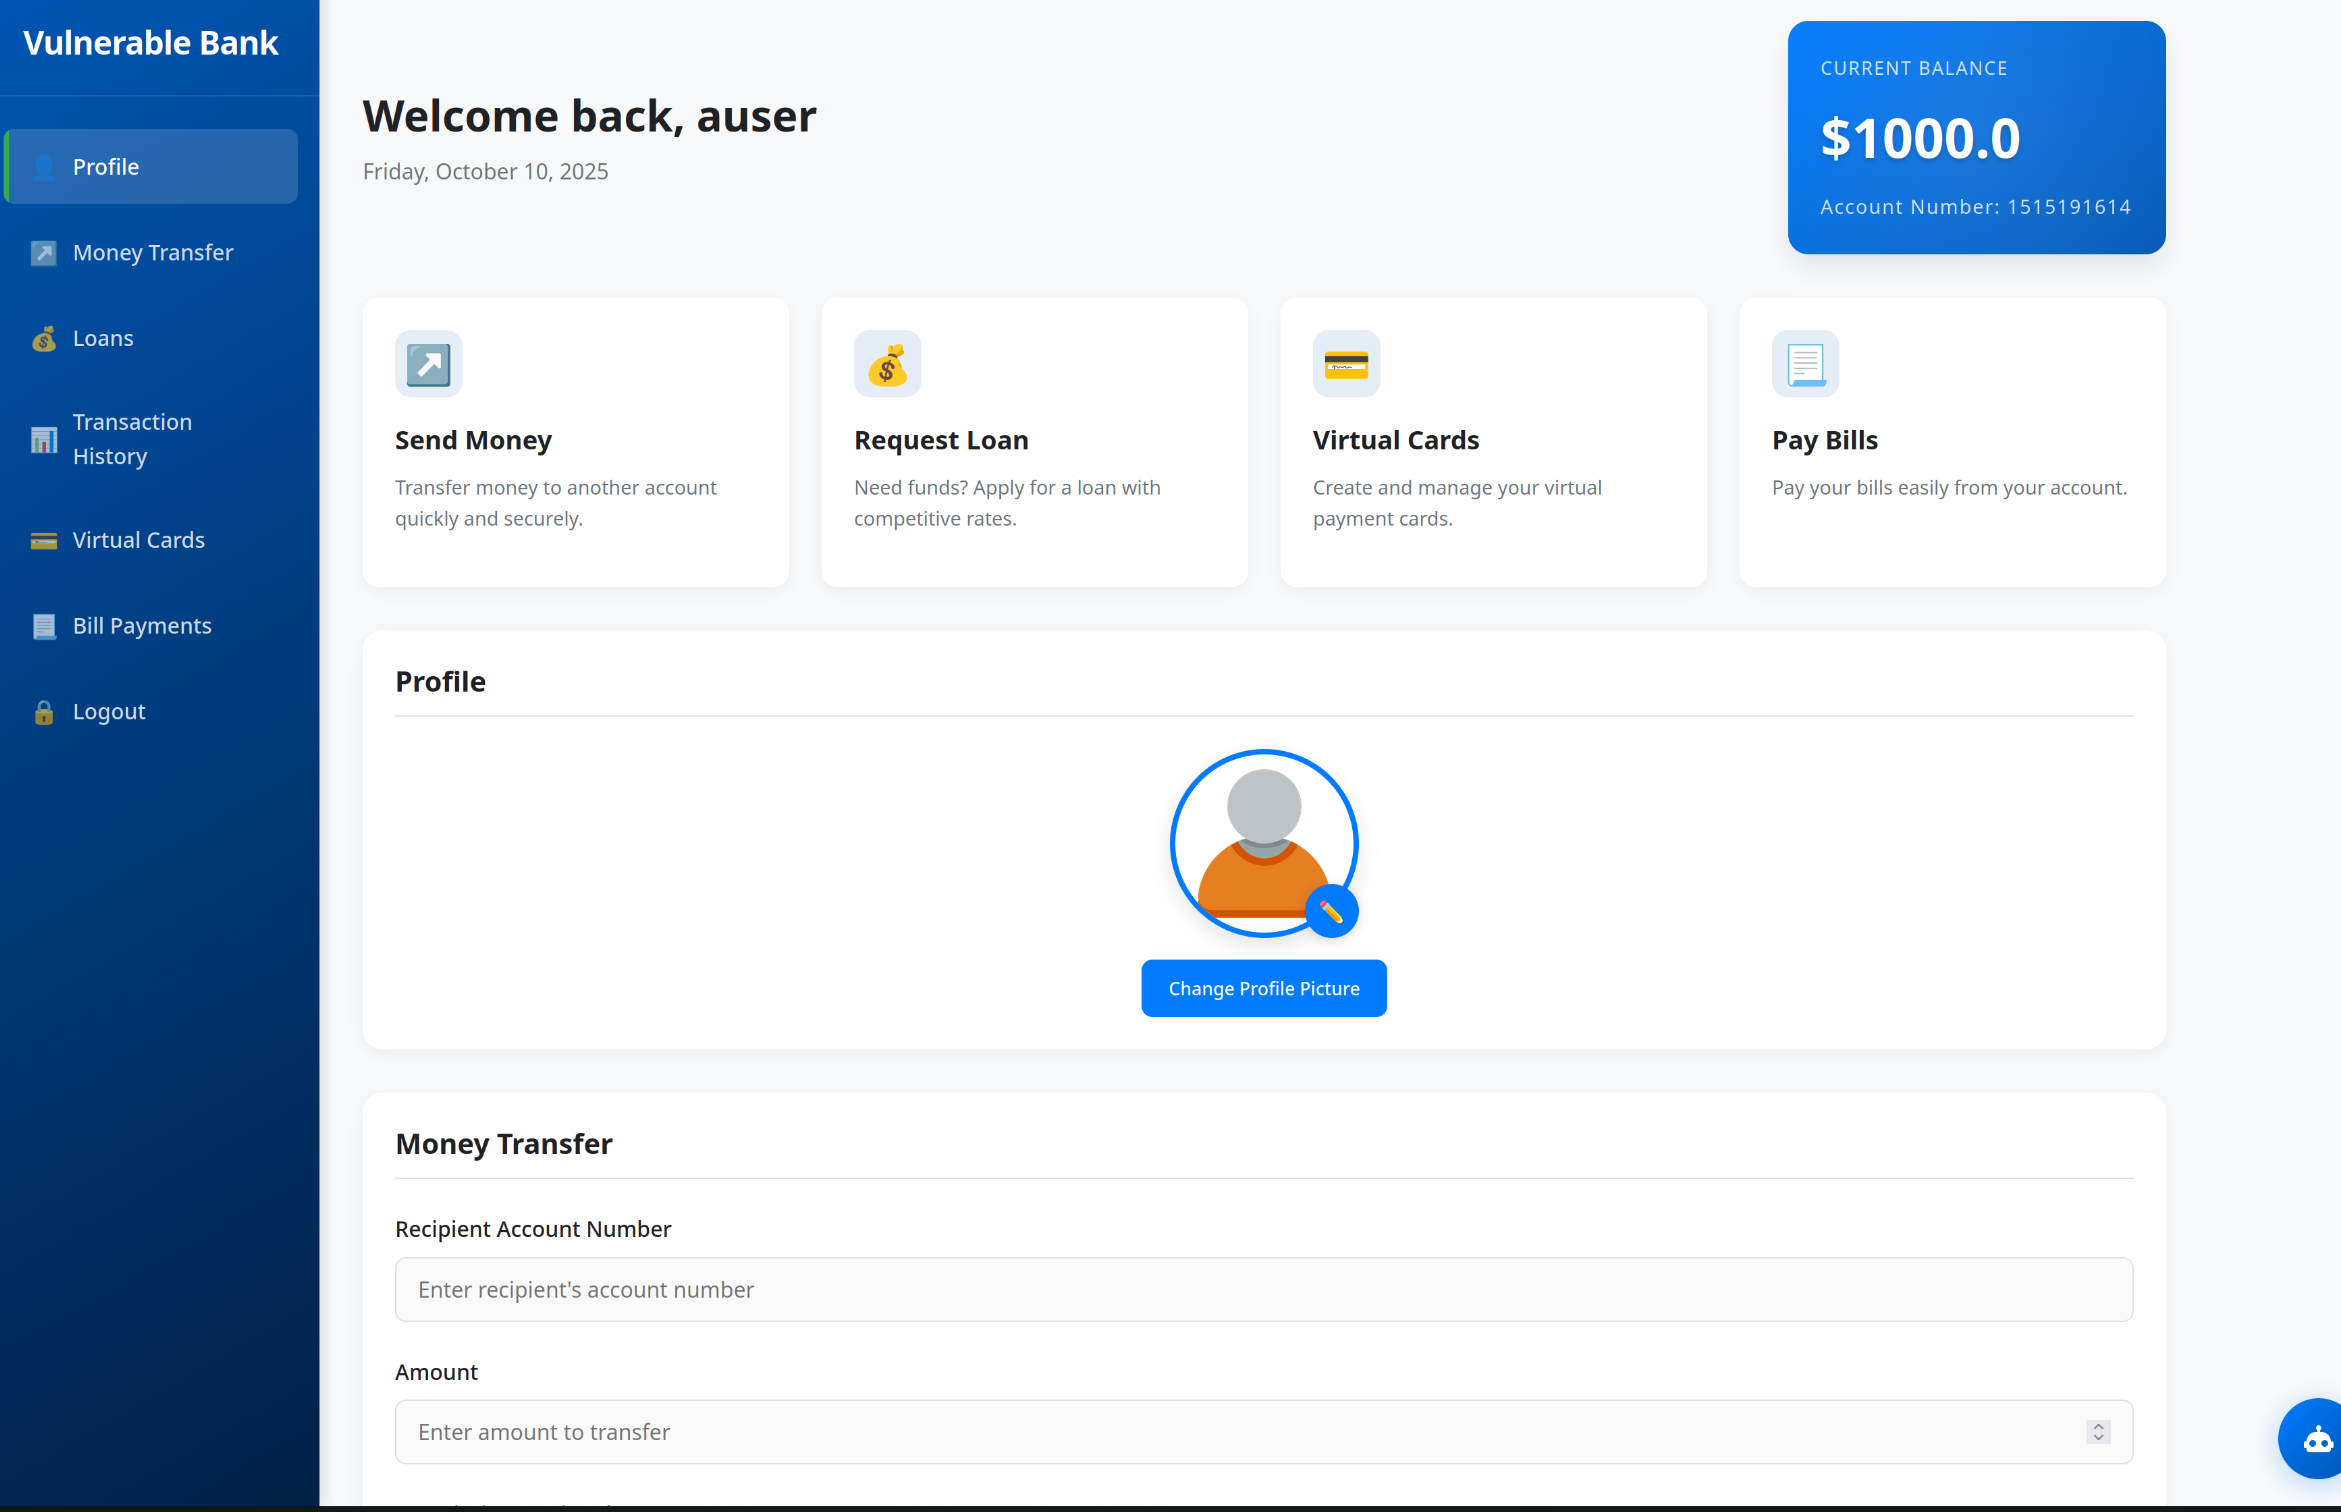 Vulnerable Bank
Profile
Money Transfer
Loans
Transaction
History
Virtual Cards
Bill Payments
Logout
Welcome back, auser
Friday, October 10, 2025
CURRENT BALANCE
$1000.0
Account Number: 1515191614
Send Money
Transfer money to another account
quickly and securely.
Request Loan
Need funds? Apply for a loan with
competitive rates.
Virtual Cards
Create and manage your virtual
payment cards.
Pay Bills
Pay your bills easily from your account.
Profile
Change Profile Picture
Money Transfer
Recipient Account Number
Enter recipient's account number
Amount
Enter amount to transfer